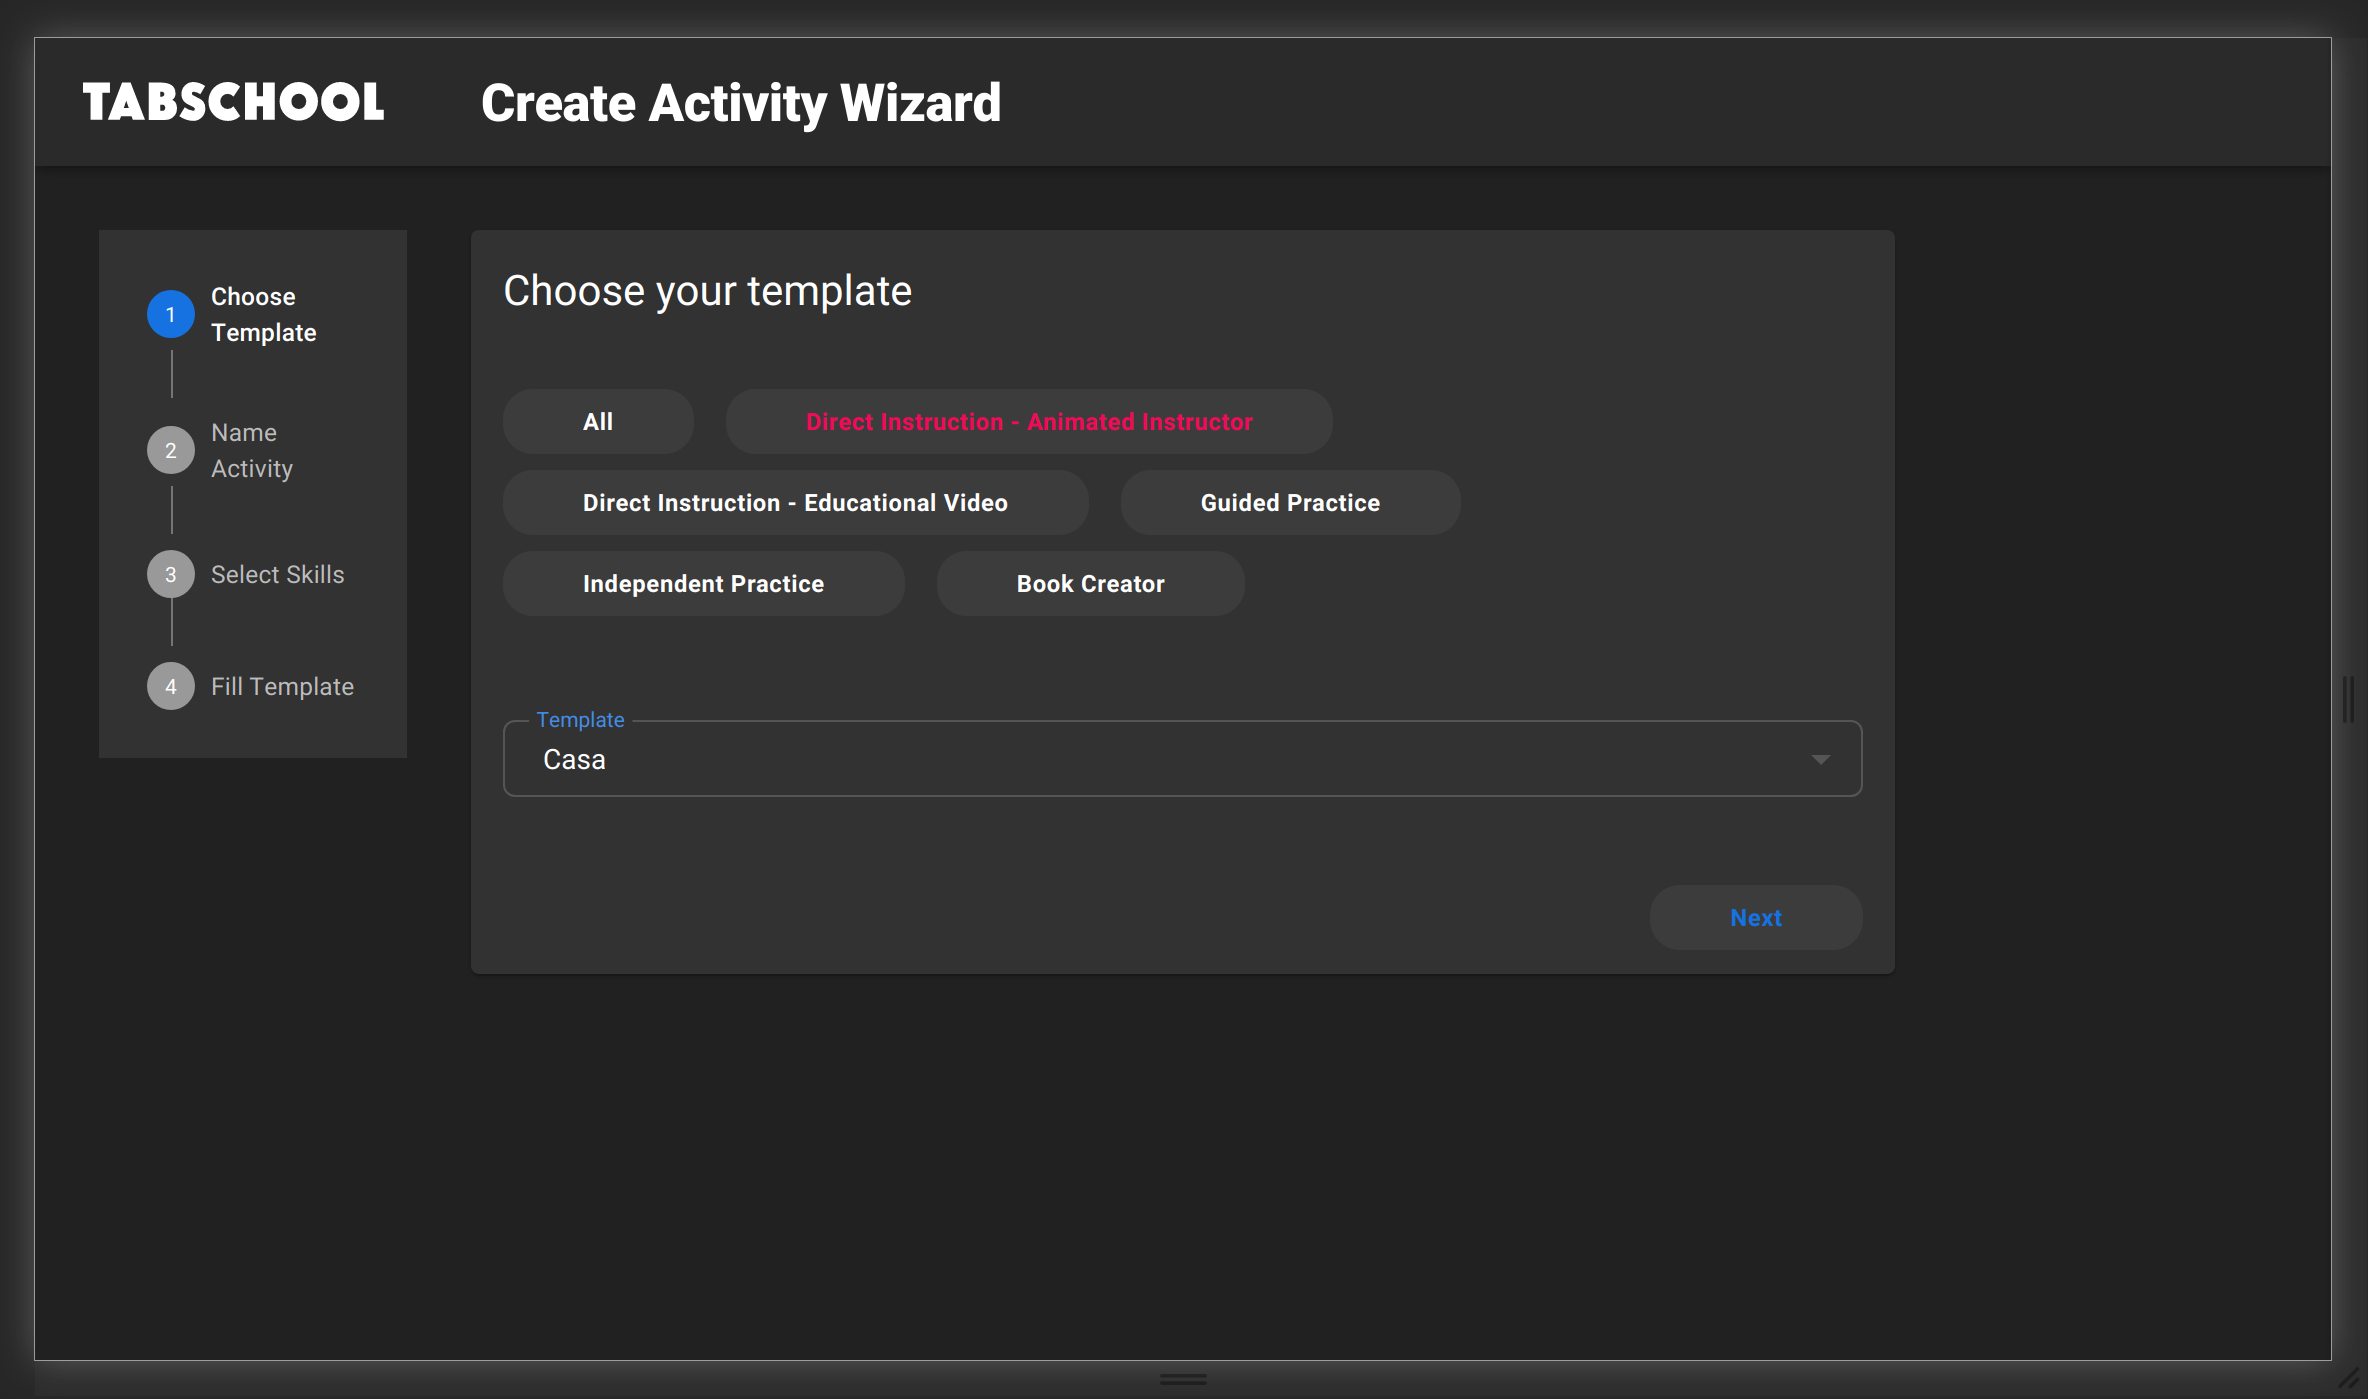 TABSCHOOL
Create Activity Wizard
1
Choose
Template
2
Name
Activity
3
Select Skills
4
Fill Template
Choose your template
All
Direct Instruction - Animated Instructor
Direct Instruction - Educational Video
Guided Practice
Independent Practice
Book Creator
Template
Casa
Next